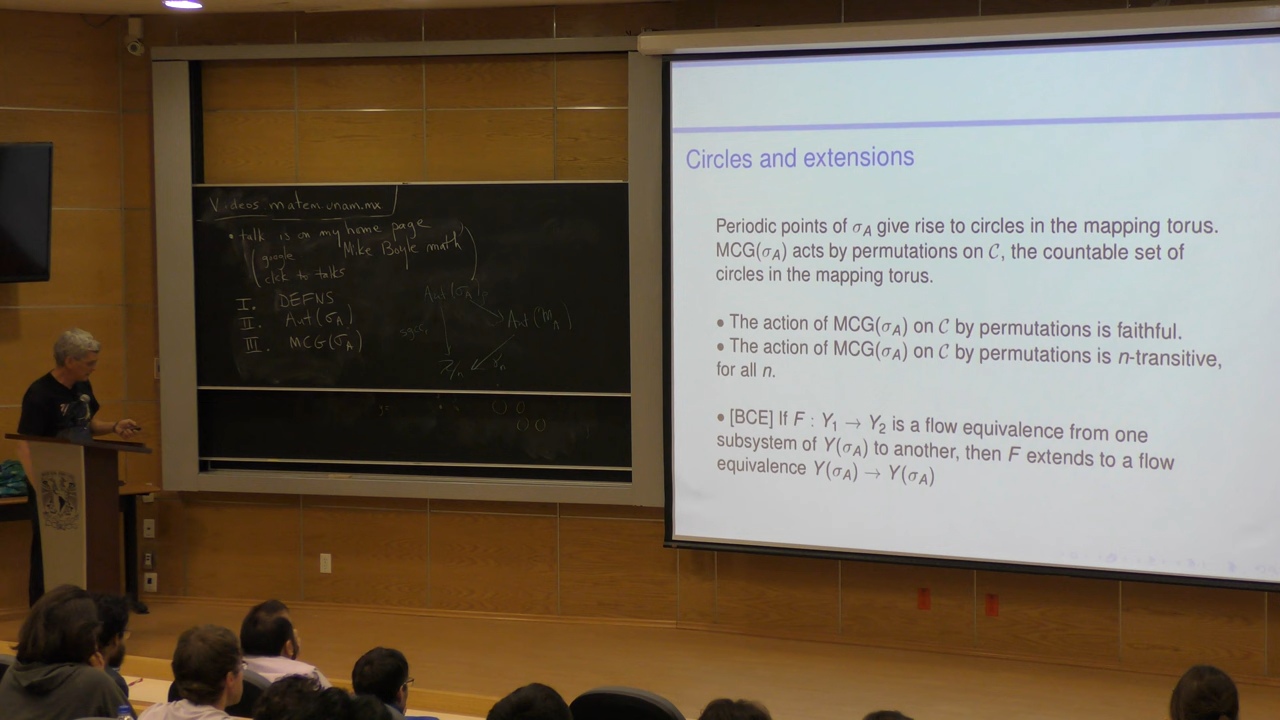 Videos matem.unam.mx
• talk is on my home page
(google Mike Boyle math)
click to talks
I. DEFNS
II. Aut(σ_A)
III. MCG(σ_A)
Aut(σ_A)
Aut(M_A)
sgcc
Z/n
Circles and extensions
Periodic points of σ_A give rise to circles in the mapping torus.
MCG(σ_A) acts by permutations on 𝒞, the countable set of
circles in the mapping torus.
• The action of MCG(σ_A) on 𝒞 by permutations is faithful.
• The action of MCG(σ_A) on 𝒞 by permutations is n-transitive,
for all n.
• [BCE] If F : Y₁ → Y₂ is a flow equivalence from one
subsystem of Y(σ_A) to another, then F extends to a flow
equivalence Y(σ_A) → Y(σ_A)